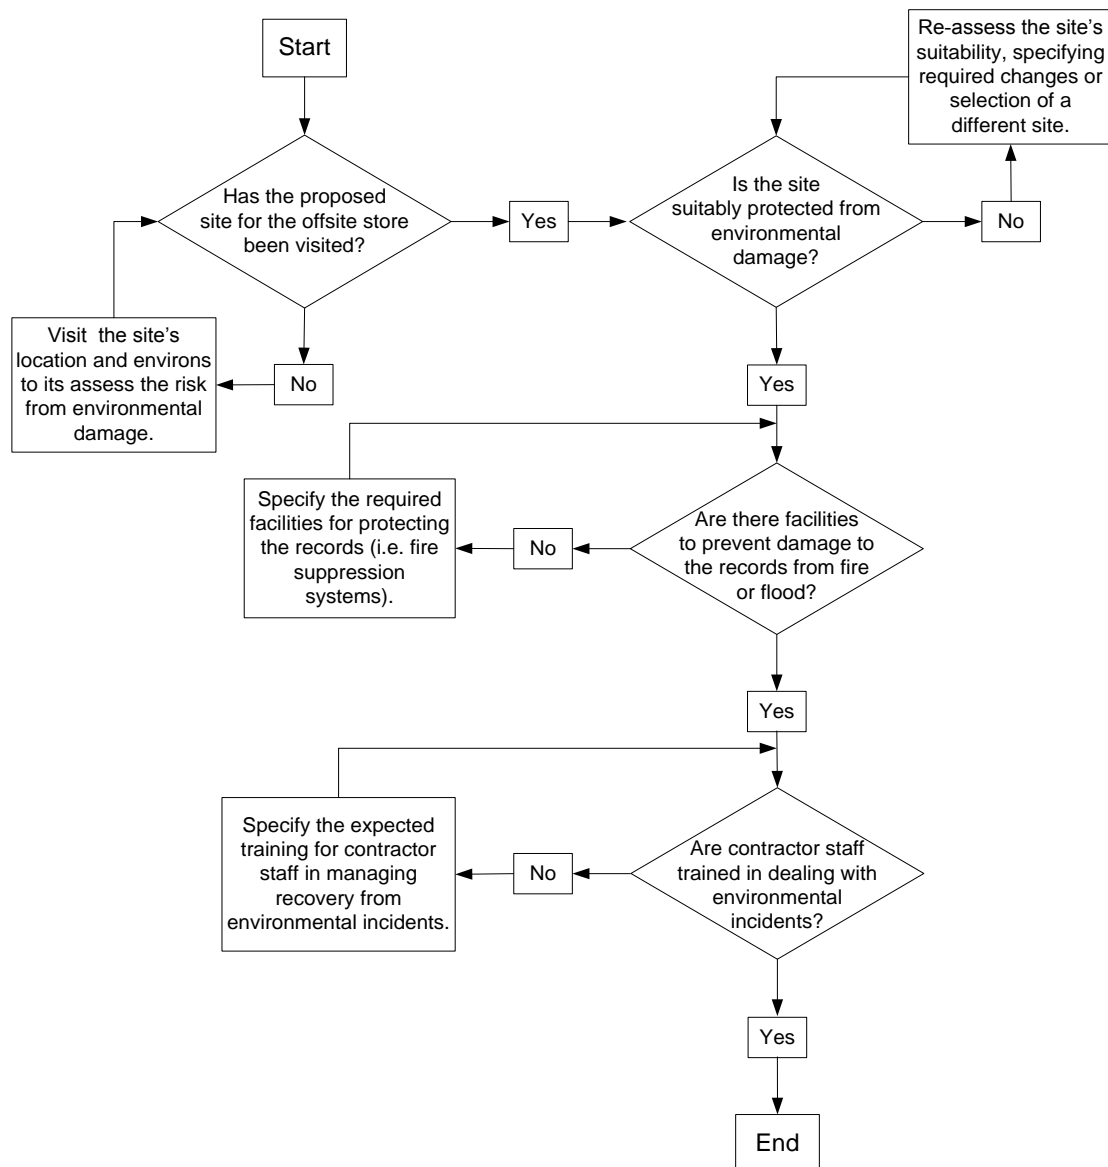 Start
Has the proposed
site for the offsite store
been visited?
Yes
No
Visit the site's
location and environs
to its assess the risk
from environmental
damage.
Is the site
suitably protected from
environmental
damage?
No
Re-assess the site's
suitability, specifying
required changes or
selection of a
different site.
Yes
Are there facilities
to prevent damage to
the records from fire
or flood?
No
Specify the required
facilities for protecting
the records (i.e. fire
suppression
systems).
Yes
Are contractor staff
trained in dealing with
environmental
incidents?
No
Specify the expected
training for contractor
staff in managing
recovery from
environmental incidents.
Yes
End